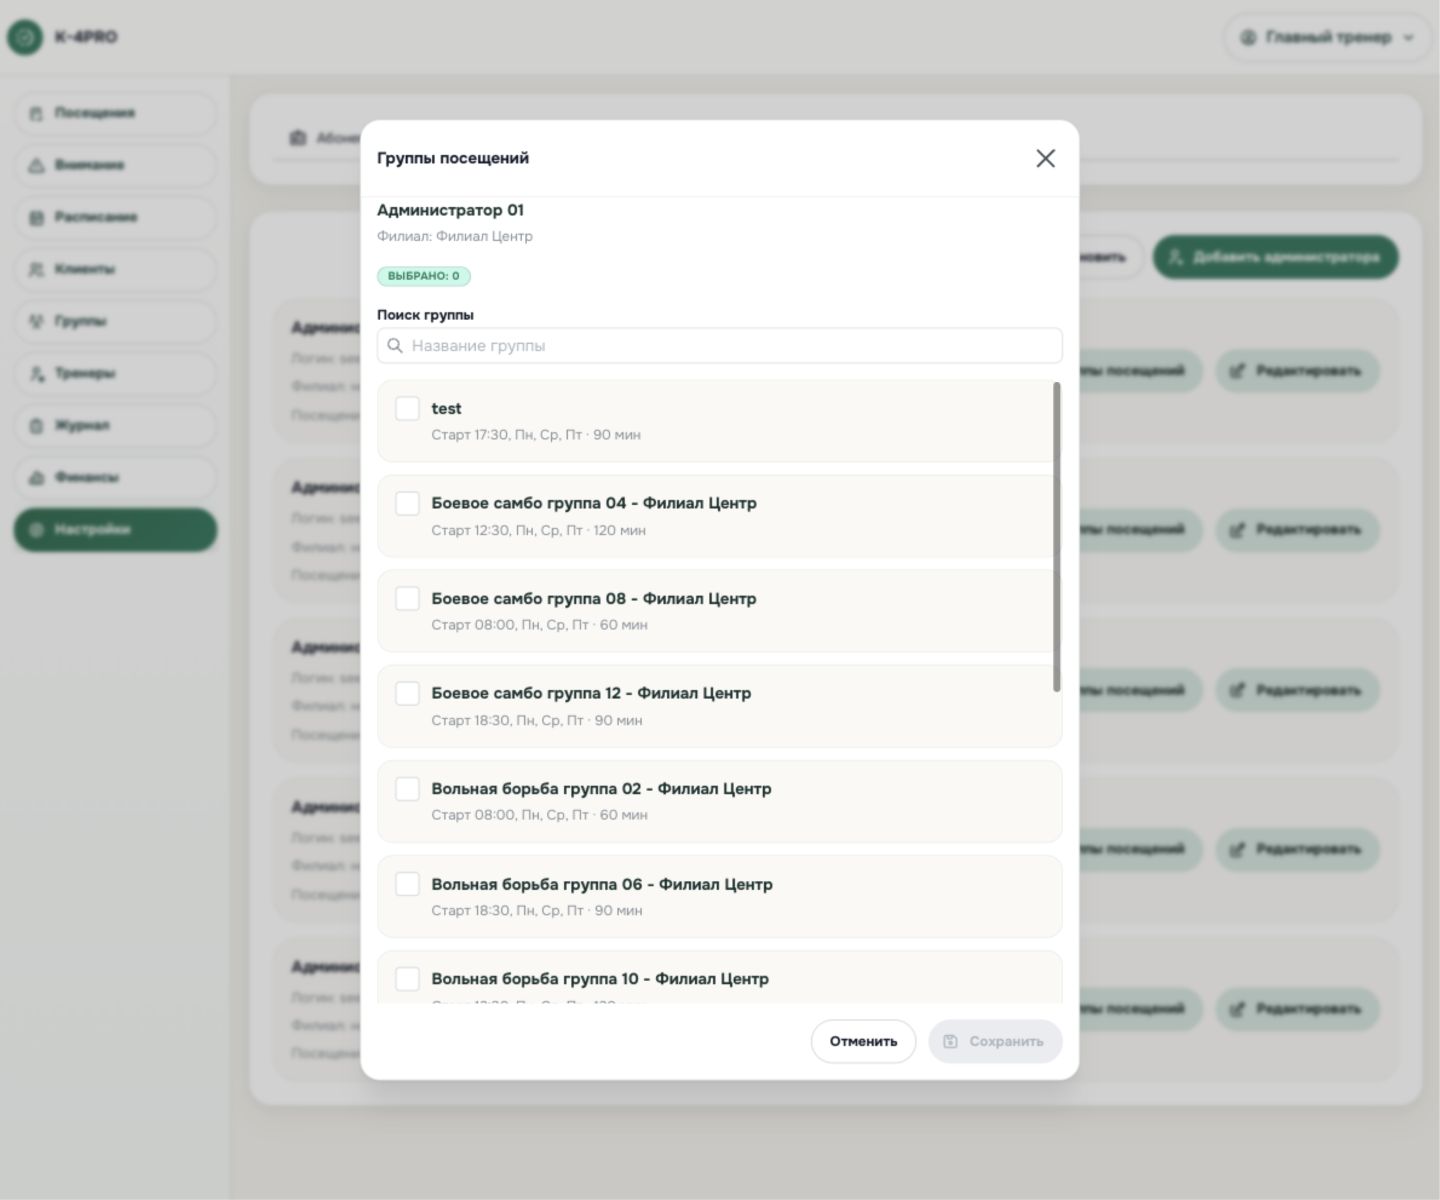 K-4PRO
Главный тренер
Посещения
Внимание
Расписание
Клиенты
Группы
Тренеры
Журнал
Финансы
Настройки
Добавить администратора
Группы посещений
Администратор 01
Филиал: Филиал Центр
ВЫБРАНО: 0
Поиск группы
Название группы
test
Старт 17:30, Пн, Ср, Пт · 90 мин
Боевое самбо группа 04 - Филиал Центр
Старт 12:30, Пн, Ср, Пт · 120 мин
Боевое самбо группа 08 - Филиал Центр
Старт 08:00, Пн, Ср, Пт · 60 мин
Боевое самбо группа 12 - Филиал Центр
Старт 18:30, Пн, Ср, Пт · 90 мин
Вольная борьба группа 02 - Филиал Центр
Старт 08:00, Пн, Ср, Пт · 60 мин
Вольная борьба группа 06 - Филиал Центр
Старт 18:30, Пн, Ср, Пт · 90 мин
Вольная борьба группа 10 - Филиал Центр
Отменить
Сохранить
посещений
Редактировать
посещений
Редактировать
посещений
Редактировать
посещений
Редактировать
посещений
Редактировать